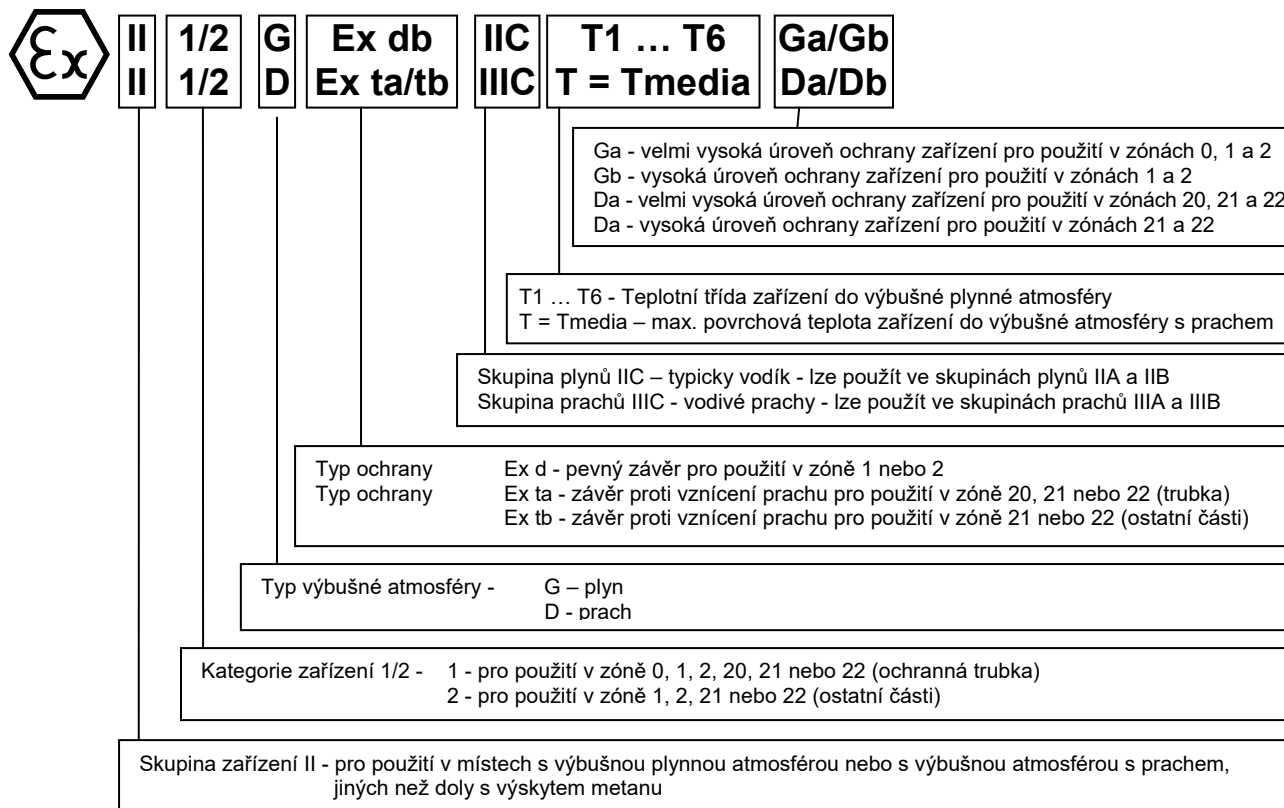 Ex II 1/2 G Ex db IIC T1 … T6 Ga/Gb
II 1/2 D Ex ta/tb IIIC T = Tmedia Da/Db
Ga - velmi vysoká úroveň ochrany zařízení pro použití v zónách 0, 1 a 2
Gb - vysoká úroveň ochrany zařízení pro použití v zónách 1 a 2
Da - velmi vysoká úroveň ochrany zařízení pro použití v zónách 20, 21 a 22
Da - vysoká úroveň ochrany zařízení pro použití v zónách 21 a 22
T1 … T6 - Teplotní třída zařízení do výbušné plynné atmosféry
T = Tmedia – max. povrchová teplota zařízení do výbušné atmosféry s prachem
Skupina plynů IIC – typicky vodík - lze použít ve skupinách plynů IIA a IIB
Skupina prachů IIIC - vodivé prachy - lze použít ve skupinách prachů IIIA a IIIB
Typ ochrany Ex d - pevný závěr pro použití v zóně 1 nebo 2
Typ ochrany Ex ta - závěr proti vznícení prachu pro použití v zóně 20, 21 nebo 22 (trubka)
Ex tb - závěr proti vznícení prachu pro použití v zóně 21 nebo 22 (ostatní části)
Typ výbušné atmosféry - G – plyn
D - prach
Kategorie zařízení 1/2 - 1 - pro použití v zóně 0, 1, 2, 20, 21 nebo 22 (ochranná trubka)
2 - pro použití v zóně 1, 2, 21 nebo 22 (ostatní části)
Skupina zařízení II - pro použití v místech s výbušnou plynnou atmosférou nebo s výbušnou atmosférou s prachem,
jiných než doly s výskytem metanu